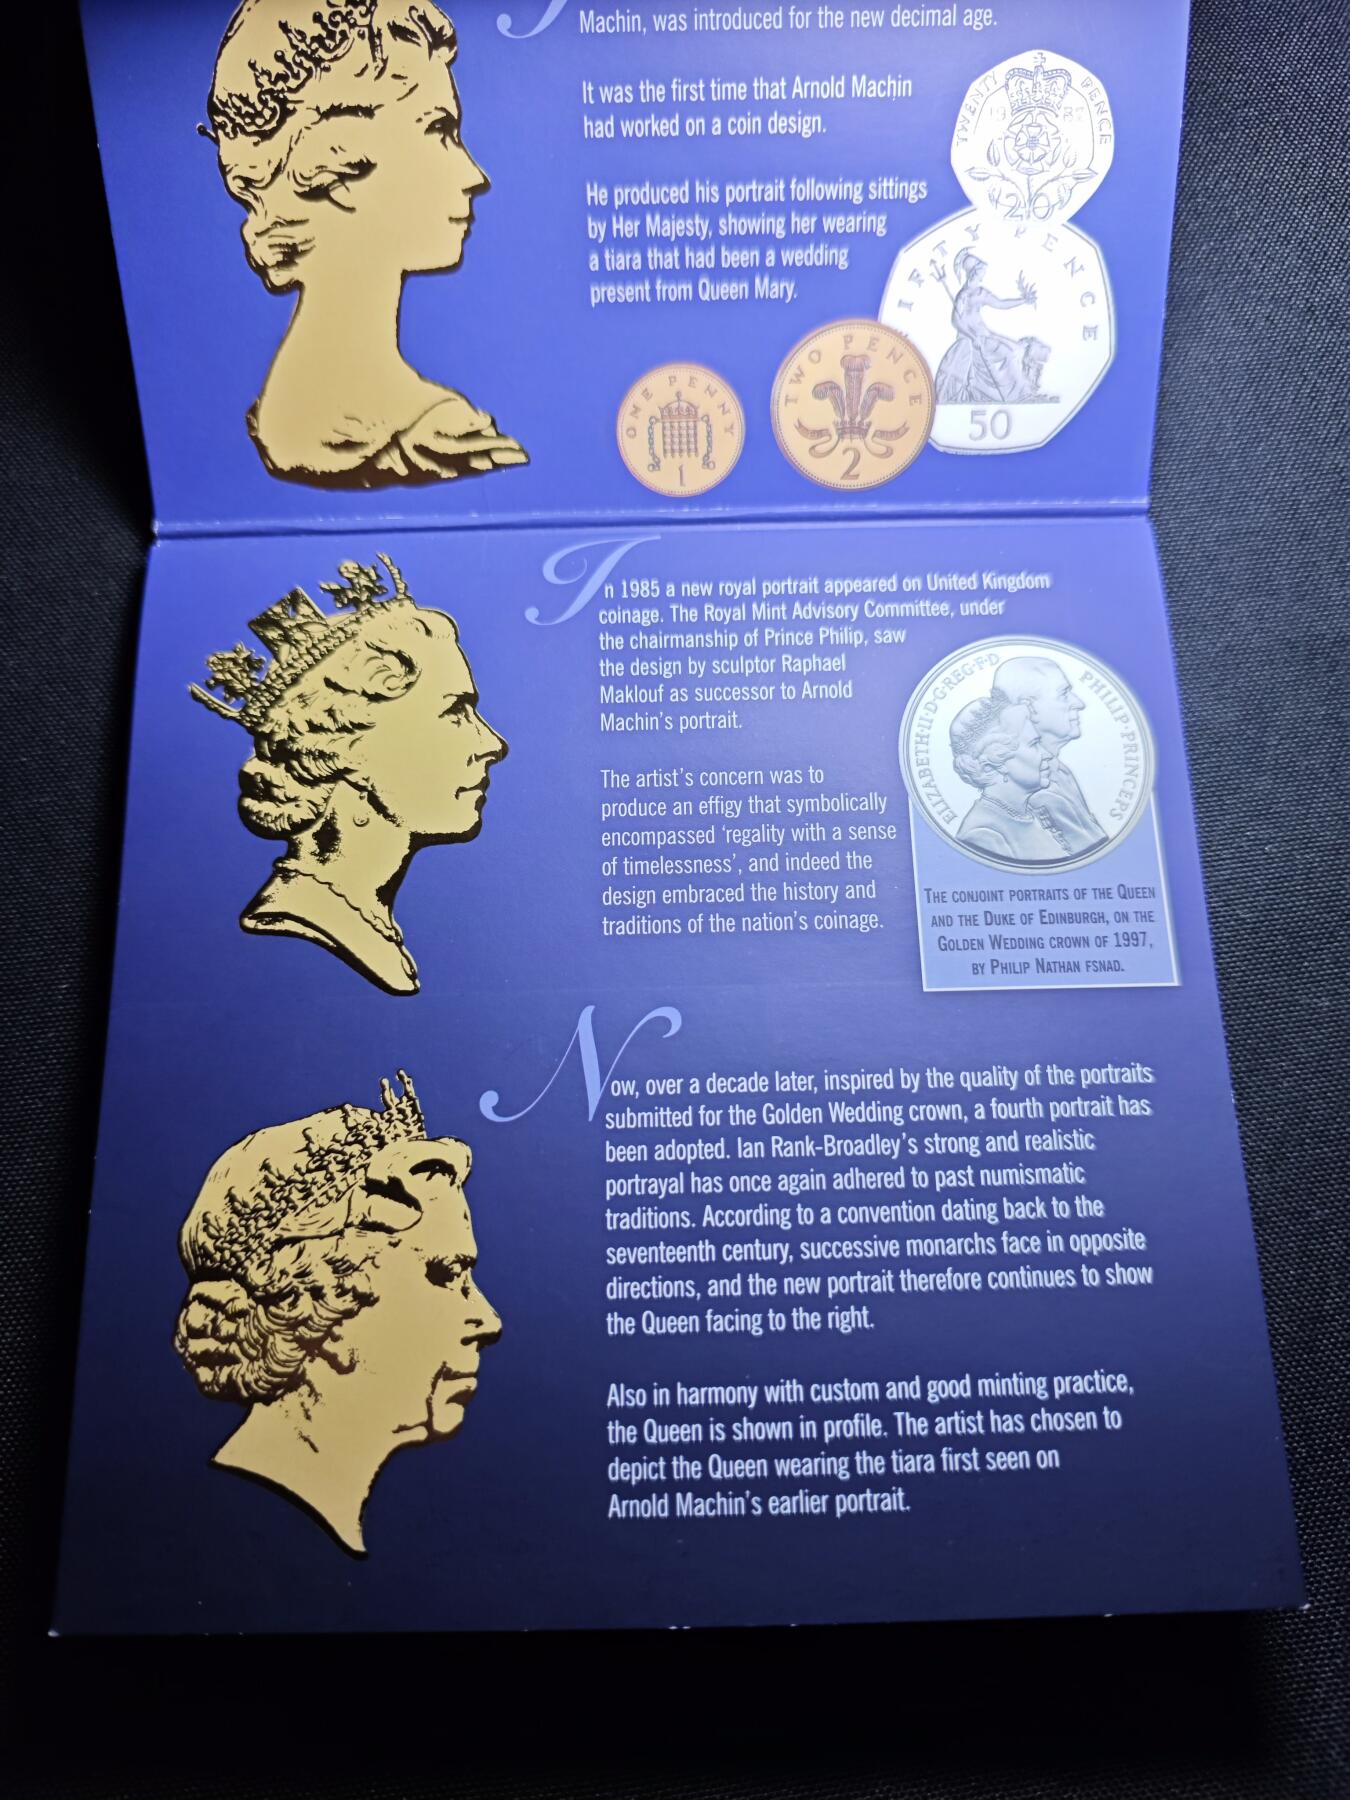 Machin, was introduced for the new decimal age.
It was the first time that Arnold Machin
had worked on a coin design.
He produced his portrait following sittings
by Her Majesty, showing her wearing
a tiara that had been a wedding
present from Queen Mary.
TWENTY PENCE
1982
20
FIFTY PENCE
50
ONE PENNY
1
TWO PENCE
2
In 1985 a new royal portrait appeared on United Kingdom
coinage. The Royal Mint Advisory Committee, under
the chairmanship of Prince Philip, saw
the design by sculptor Raphael
Maklouf as successor to Arnold
Machin's portrait.
The artist's concern was to
produce an effigy that symbolically
encompassed 'regality with a sense
of timelessness', and indeed the
design embraced the history and
traditions of the nation's coinage.
ELIZABETH·II·D·G·REG·F·D
PHILIP·PRINCEPS
THE CONJOINT PORTRAITS OF THE QUEEN
AND THE DUKE OF EDINBURGH, ON THE
GOLDEN WEDDING CROWN OF 1997,
BY PHILIP NATHAN FSNAD.
Now, over a decade later, inspired by the quality of the portraits
submitted for the Golden Wedding crown, a fourth portrait has
been adopted. Ian Rank-Broadley's strong and realistic
portrayal has once again adhered to past numismatic
traditions. According to a convention dating back to the
seventeenth century, successive monarchs face in opposite
directions, and the new portrait therefore continues to show
the Queen facing to the right.
Also in harmony with custom and good minting practice,
the Queen is shown in profile. The artist has chosen to
depict the Queen wearing the tiara first seen on
Arnold Machin's earlier portrait.